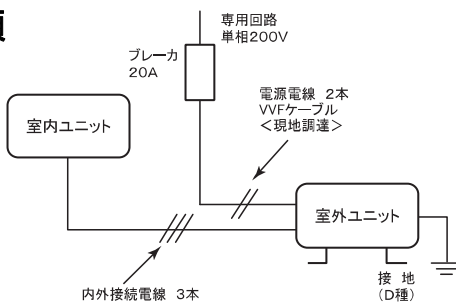 専用回路
単相200V
ブレーカ
20A
電源電線 2本
VVFケーブル
<現地調達>
室内ユニット
室外ユニット
内外接続電線 3本
接 地
(D種)